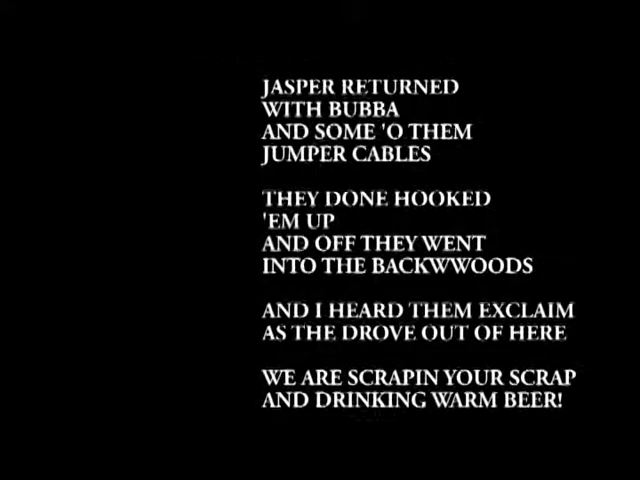 JASPER RETURNED
WITH BUBBA
AND SOME 'O THEM
JUMPER CABLES
THEY DONE HOOKED
'EM UP
AND OFF THEY WENT
INTO THE BACKWWOODS
AND I HEARD THEM EXCLAIM
AS THE DROVE OUT OF HERE
WE ARE SCRAPIN YOUR SCRAP
AND DRINKING WARM BEER!